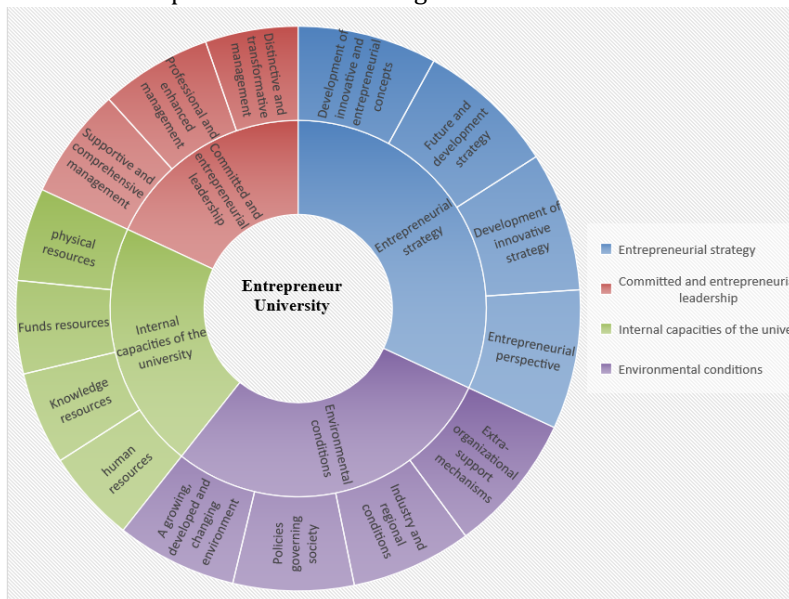 Entrepreneur
University
Entrepreneurial
strategy
Development of
innovative and
entrepreneurial
concepts
Future and
development
strategy
Development of
innovative
strategy
Entrepreneurial
perspective
Environmental
conditions
Extra-
organizational
support
mechanisms
Industry and
regional
conditions
Policies
governing
society
A growing,
developed and
changing
environment
Internal
capacities of the
university
human
resources
Knowledge
resources
Funds resources
physical
resources
Committed and
entrepreneurial
leadership
Supportive and
comprehensive
management
Professional and
enhanced
management
Distinctive and
transformative
management
Entrepreneurial strategy
Committed and entrepreneuria
leadership
Internal capacities of the unive
Environmental conditions